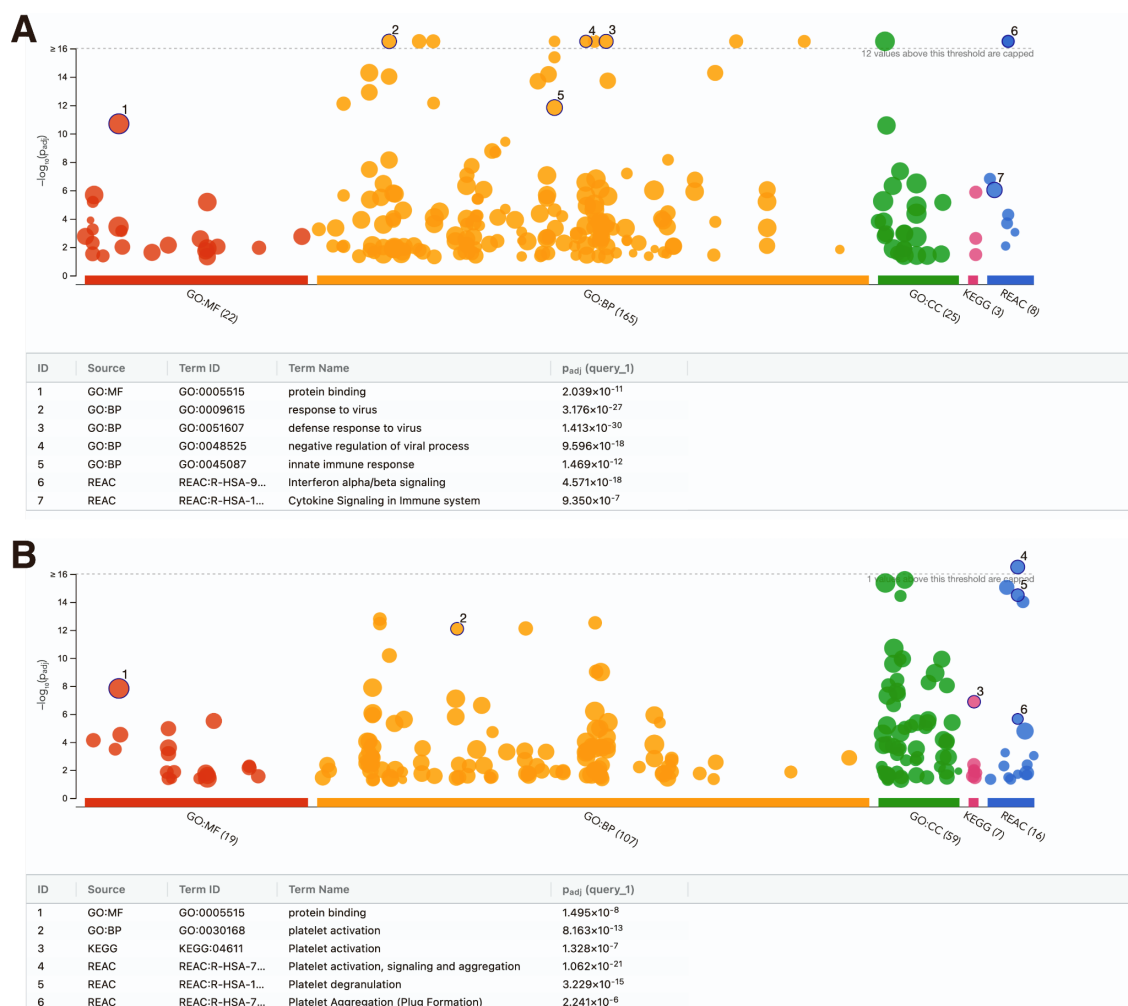 A
2
4
3
6
≥ 16
12 values above this threshold are capped
14
5
12
1
10
−log10(padj)
8
7
6
4
2
0
GO:MF (22)
GO:BP (165)
GO:CC (25)
KEGG (3)
REAC (8)
ID Source Term ID Term Name padj (query_1)
1 GO:MF GO:0005515 protein binding 2.039×10⁻¹¹
2 GO:BP GO:0009615 response to virus 3.176×10⁻²⁷
3 GO:BP GO:0051607 defense response to virus 1.413×10⁻³⁰
4 GO:BP GO:0048525 negative regulation of viral process 9.596×10⁻¹⁸
5 GO:BP GO:0045087 innate immune response 1.469×10⁻¹²
6 REAC REAC:R-HSA-9... Interferon alpha/beta signaling 4.571×10⁻¹⁸
7 REAC REAC:R-HSA-1... Cytokine Signaling in Immune system 9.350×10⁻⁷
B
4
≥ 16
1 values above this threshold are capped
5
14
2
12
10
−log10(padj)
1
8
3
6
6
4
2
0
GO:MF (19)
GO:BP (107)
GO:CC (59)
KEGG (7)
REAC (16)
ID Source Term ID Term Name padj (query_1)
1 GO:MF GO:0005515 protein binding 1.495×10⁻⁸
2 GO:BP GO:0030168 platelet activation 8.163×10⁻¹³
3 KEGG KEGG:04611 Platelet activation 1.328×10⁻⁷
4 REAC REAC:R-HSA-7... Platelet activation, signaling and aggregation 1.062×10⁻²¹
5 REAC REAC:R-HSA-1... Platelet degranulation 3.229×10⁻¹⁵
6 REAC REAC:R-HSA-7... Platelet Aggregation (Plug Formation) 2.241×10⁻⁶